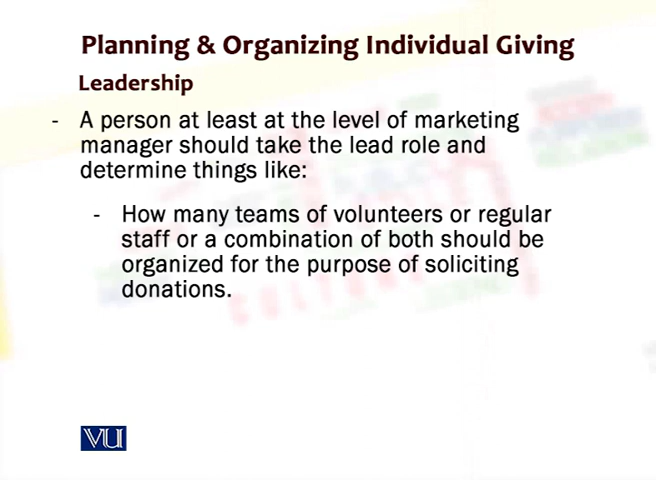 Planning & Organizing Individual Giving
Leadership
- A person at least at the level of marketing
manager should take the lead role and
determine things like:
- How many teams of volunteers or regular
staff or a combination of both should be
organized for the purpose of soliciting
donations.
VU